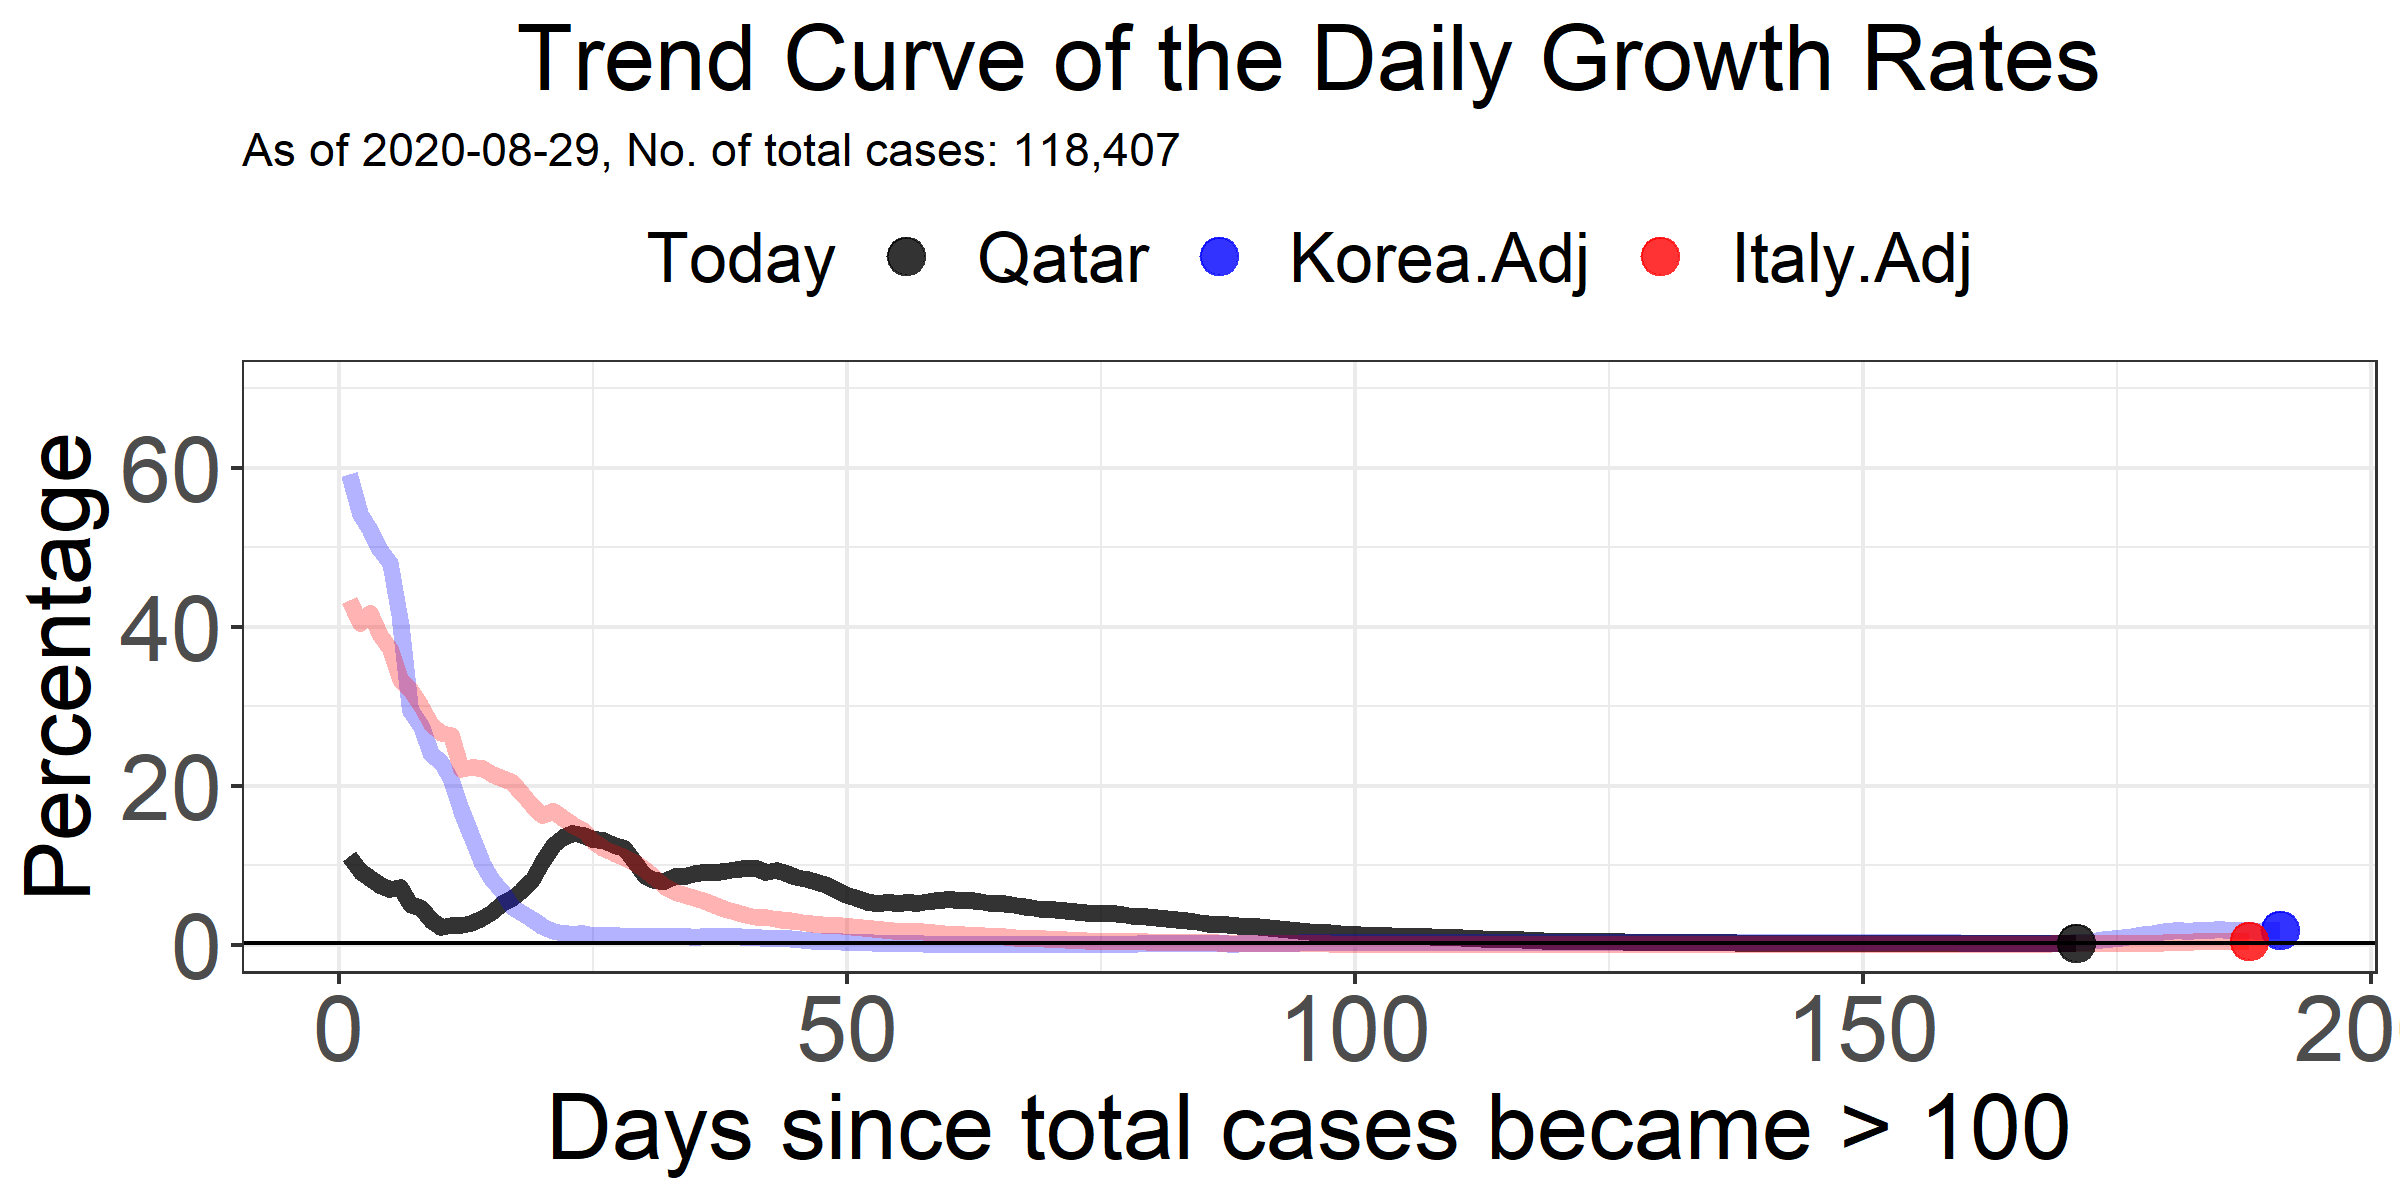 Trend Curve of the Daily Growth Rates
As of 2020-08-29, No. of total cases: 118,407
Today Qatar Korea.Adj Italy.Adj
Percentage
60
40
20
0
0 50 100 150 20
Days since total cases became > 100